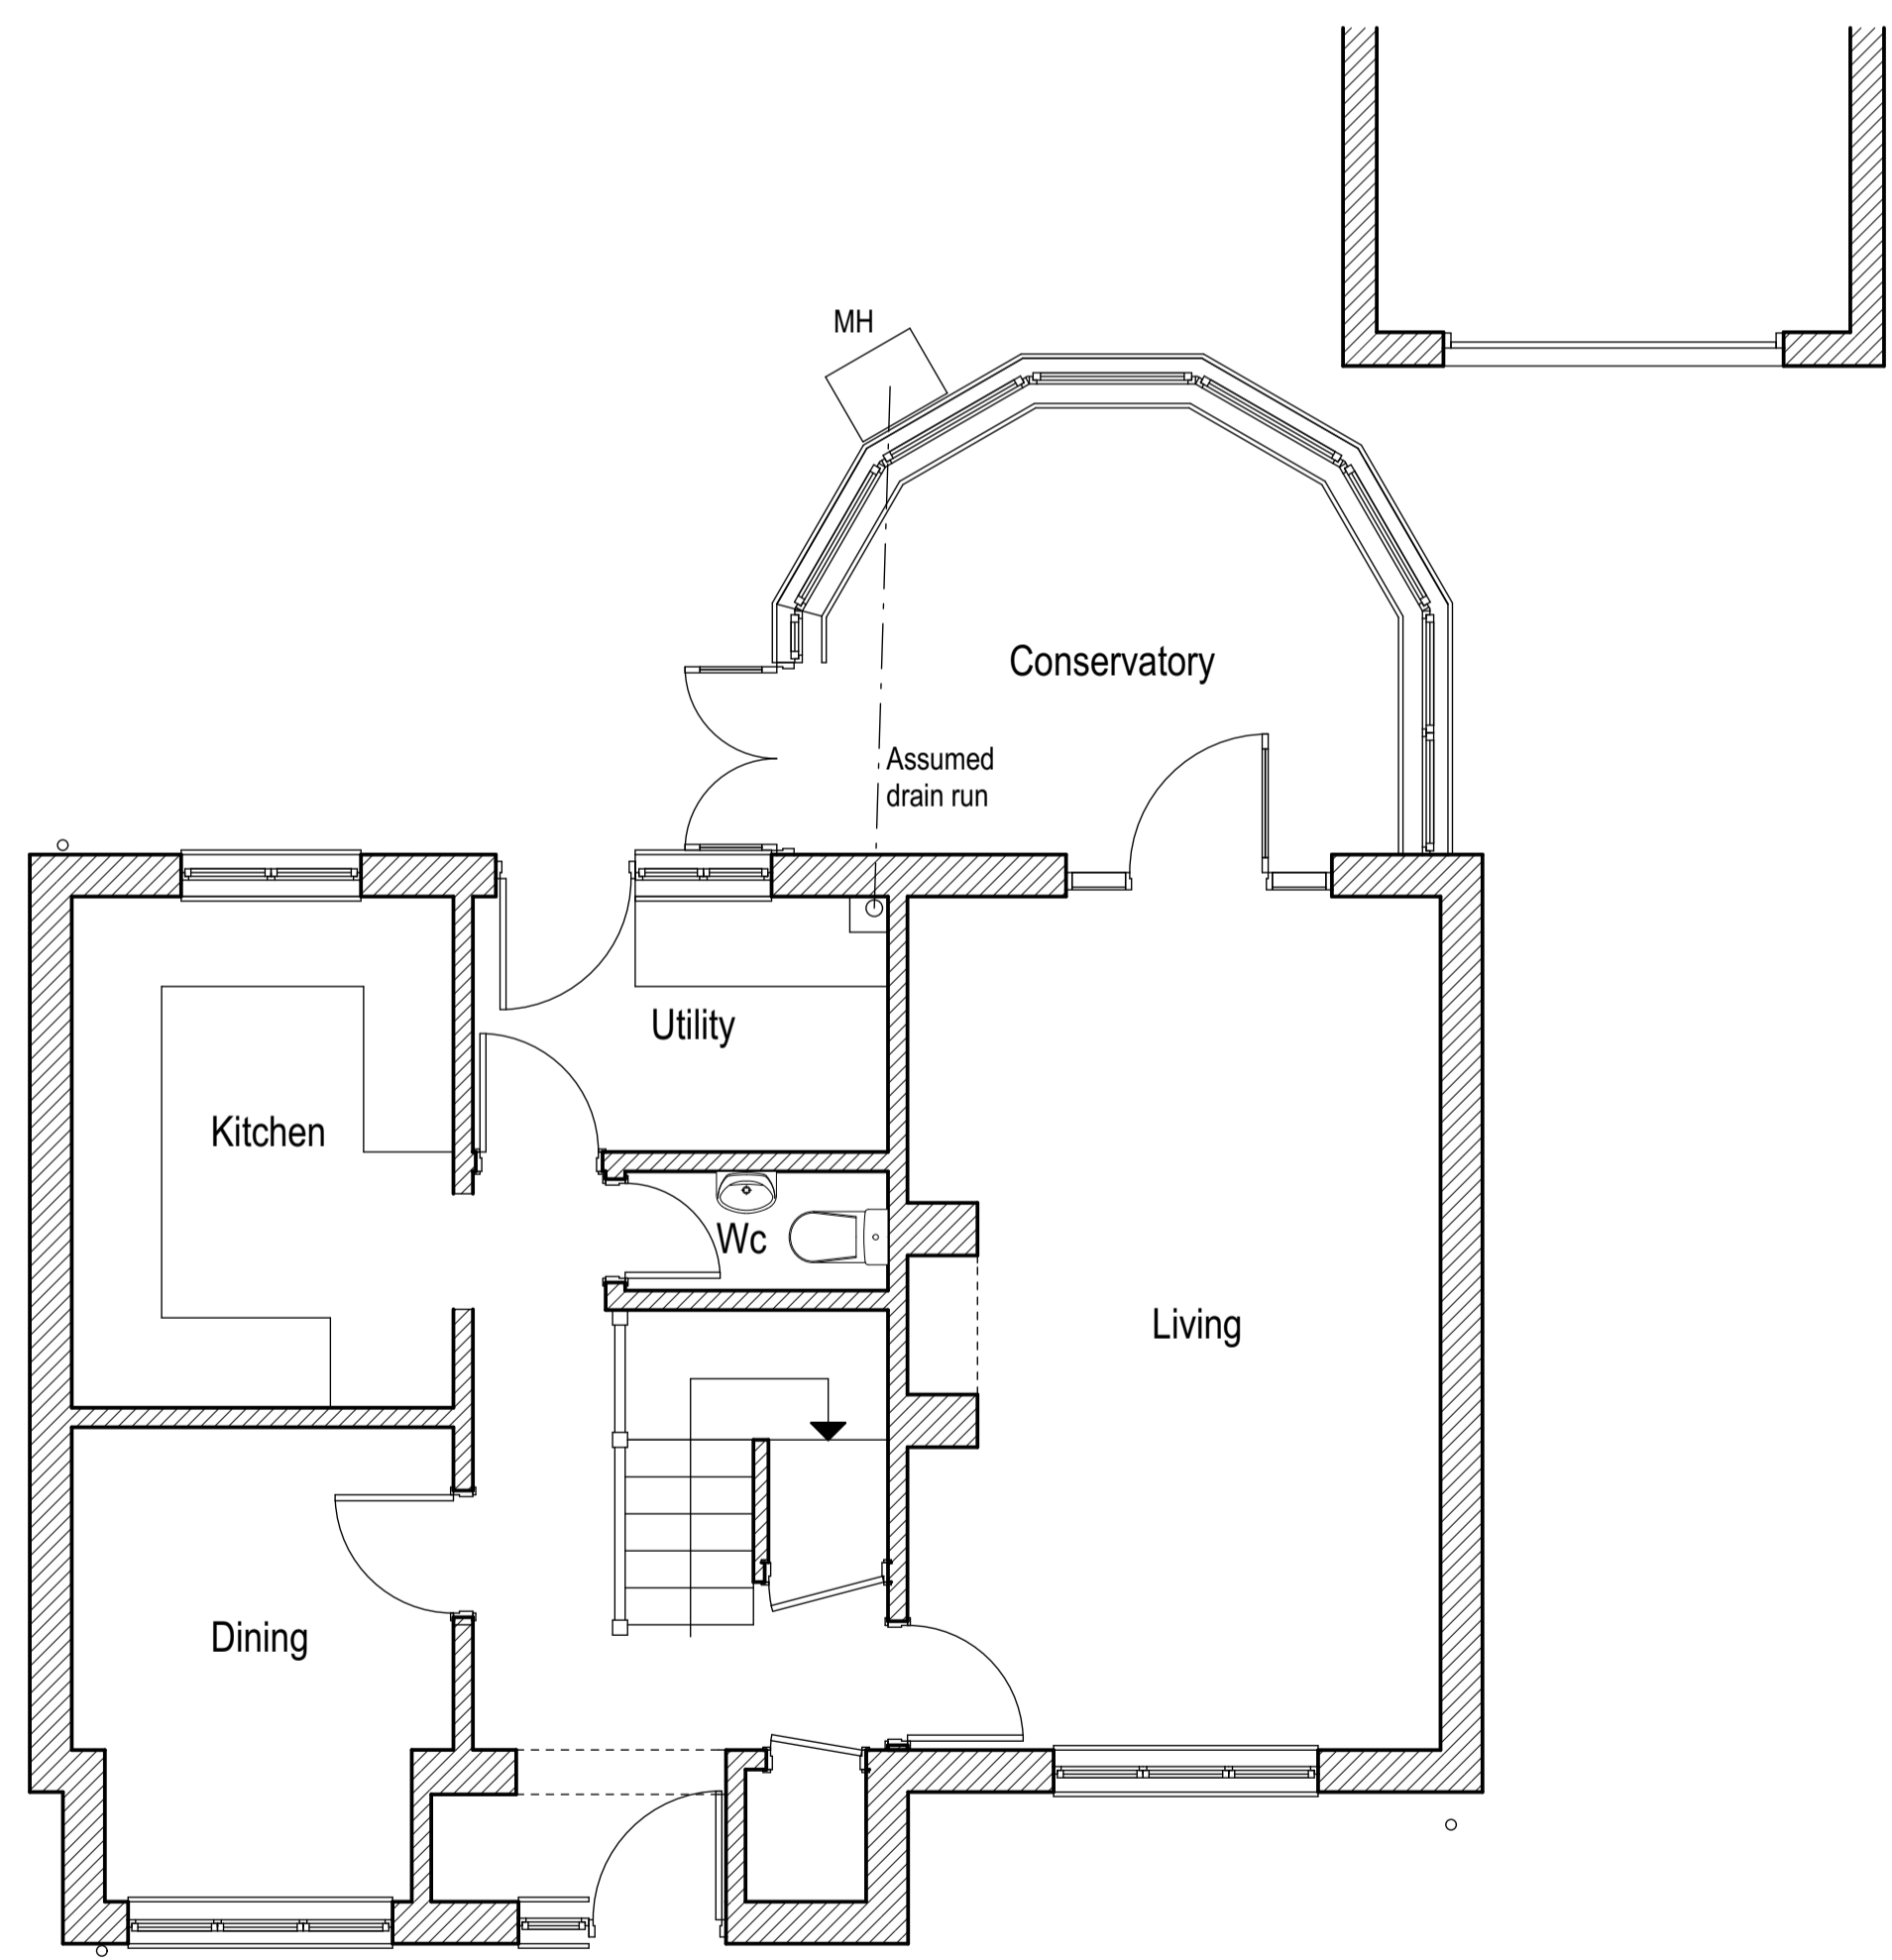 MH
Conservatory
Assumed
drain run
Utility
Kitchen
Wc
Living
Dining